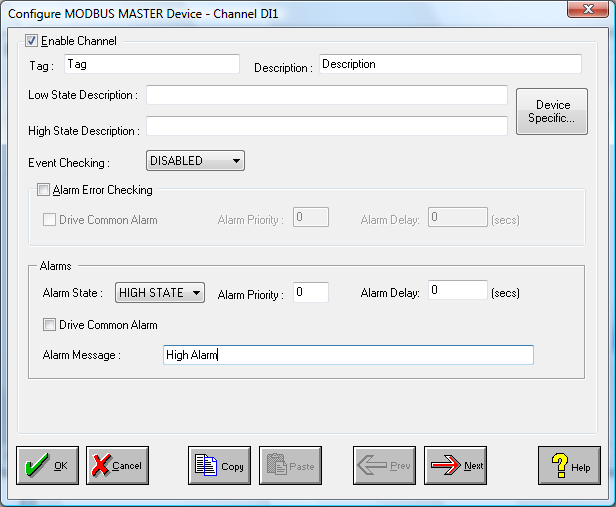 Configure MODBUS MASTER Device - Channel DI1
Enable Channel
Tag : Tag Description : Description
Low State Description :
High State Description :
Device Specific...
Event Checking : DISABLED
Alarm Error Checking
Drive Common Alarm Alarm Priority : 0 Alarm Delay: 0 (secs)
Alarms
Alarm State : HIGH STATE Alarm Priority : 0 Alarm Delay: 0 (secs)
Drive Common Alarm
Alarm Message : High Alarm
OK Cancel Copy Paste Prev Next Help